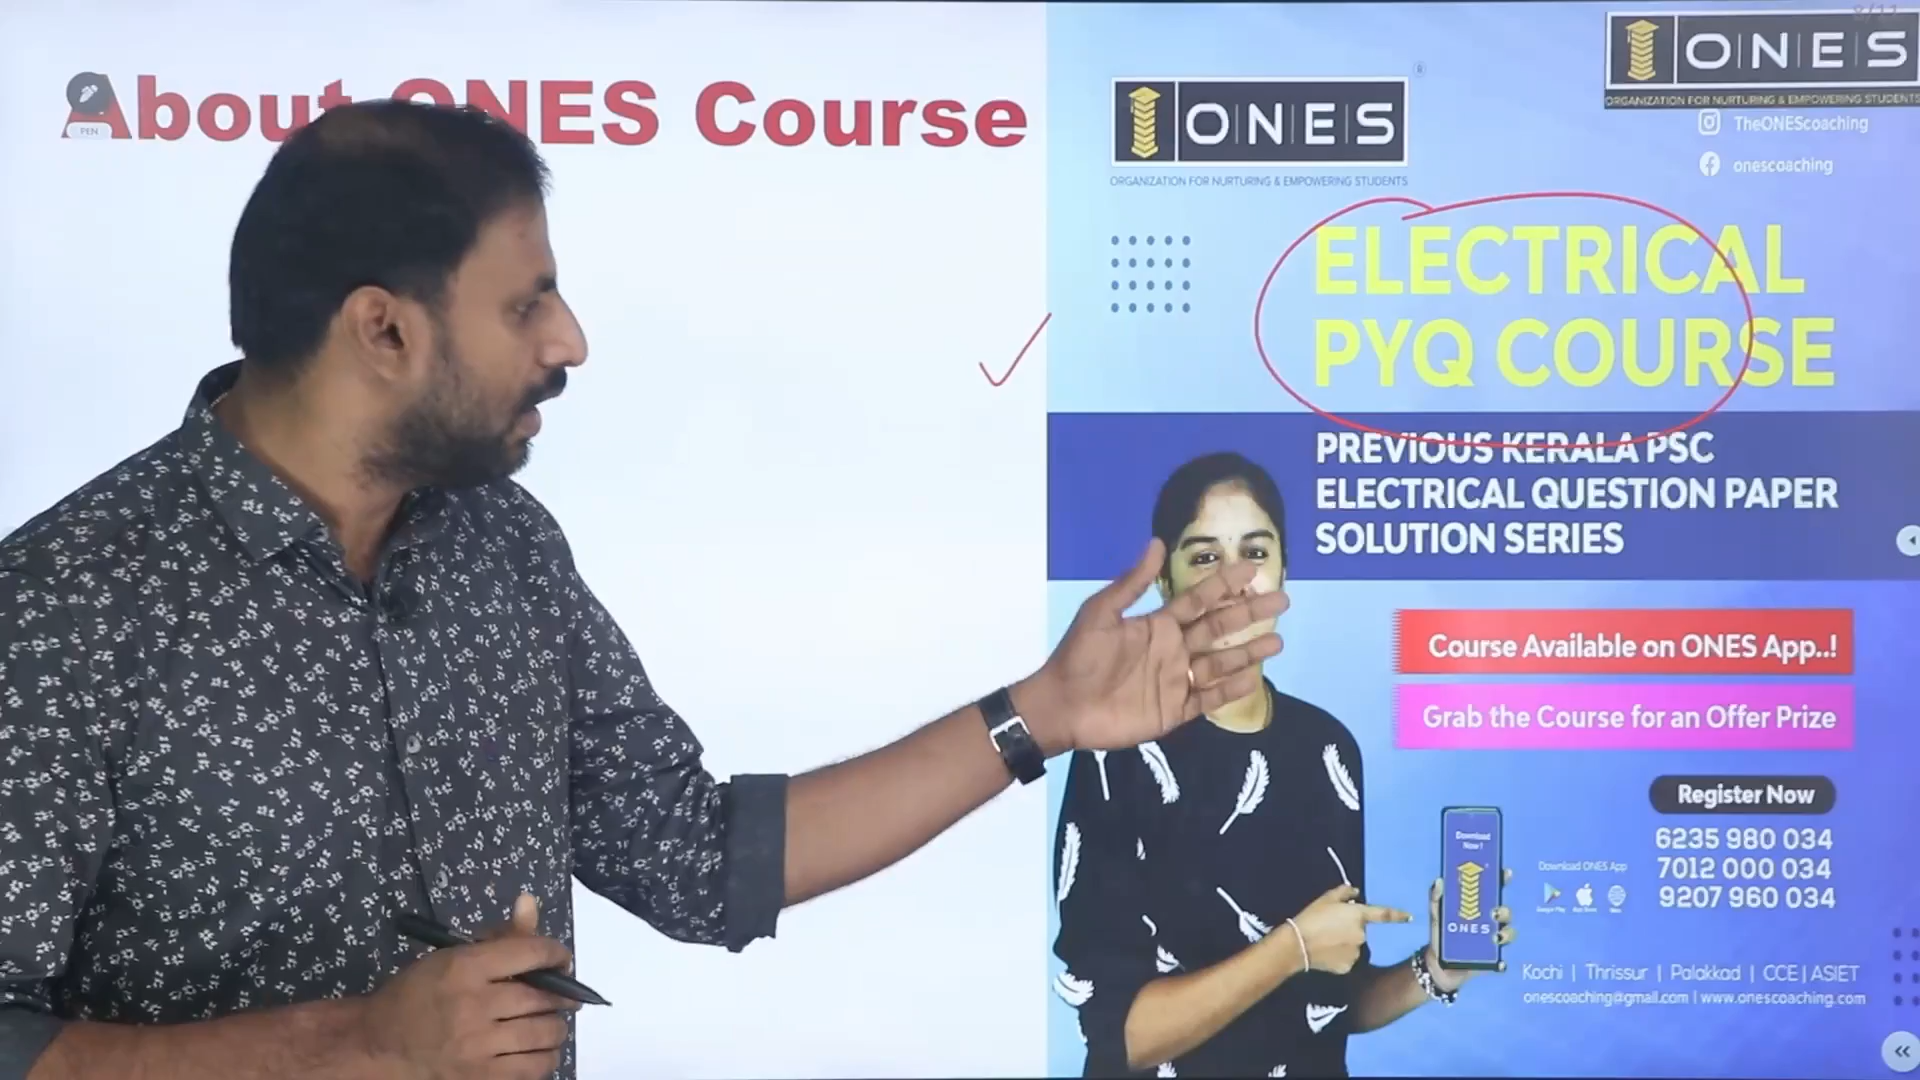 About ONES Course
PEN
ONES
ORGANIZATION FOR NURTURING & EMPOWERING STUDENTS
ONES
ORGANIZATION FOR NURTURING & EMPOWERING STUDENTS
TheONEScoaching
onescoaching
ELECTRICAL
PYQ COURSE
PREVIOUS KERALA PSC
ELECTRICAL QUESTION PAPER
SOLUTION SERIES
Course Available on ONES App..!
Grab the Course for an Offer Prize
Register Now
6235 980 034
7012 000 034
9207 960 034
Download ONES App
Download
Now!
ONES
Kochi | Thrissur | Palakkad | CCE | ASIET
onescoaching@gmail.com | www.onescoaching.com